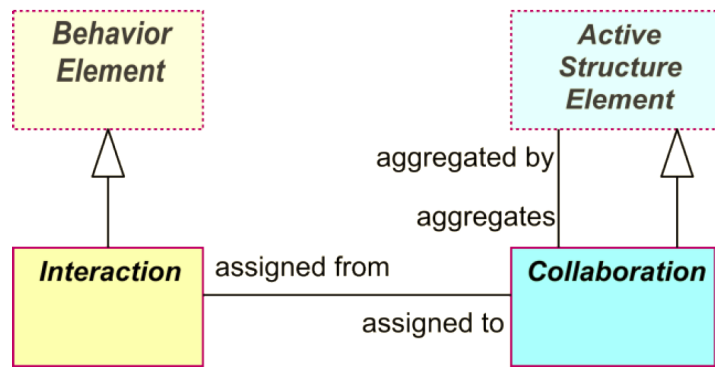 Behavior
Element
Active
Structure
Element
aggregated by
aggregates
Interaction
assigned from
Collaboration
assigned to